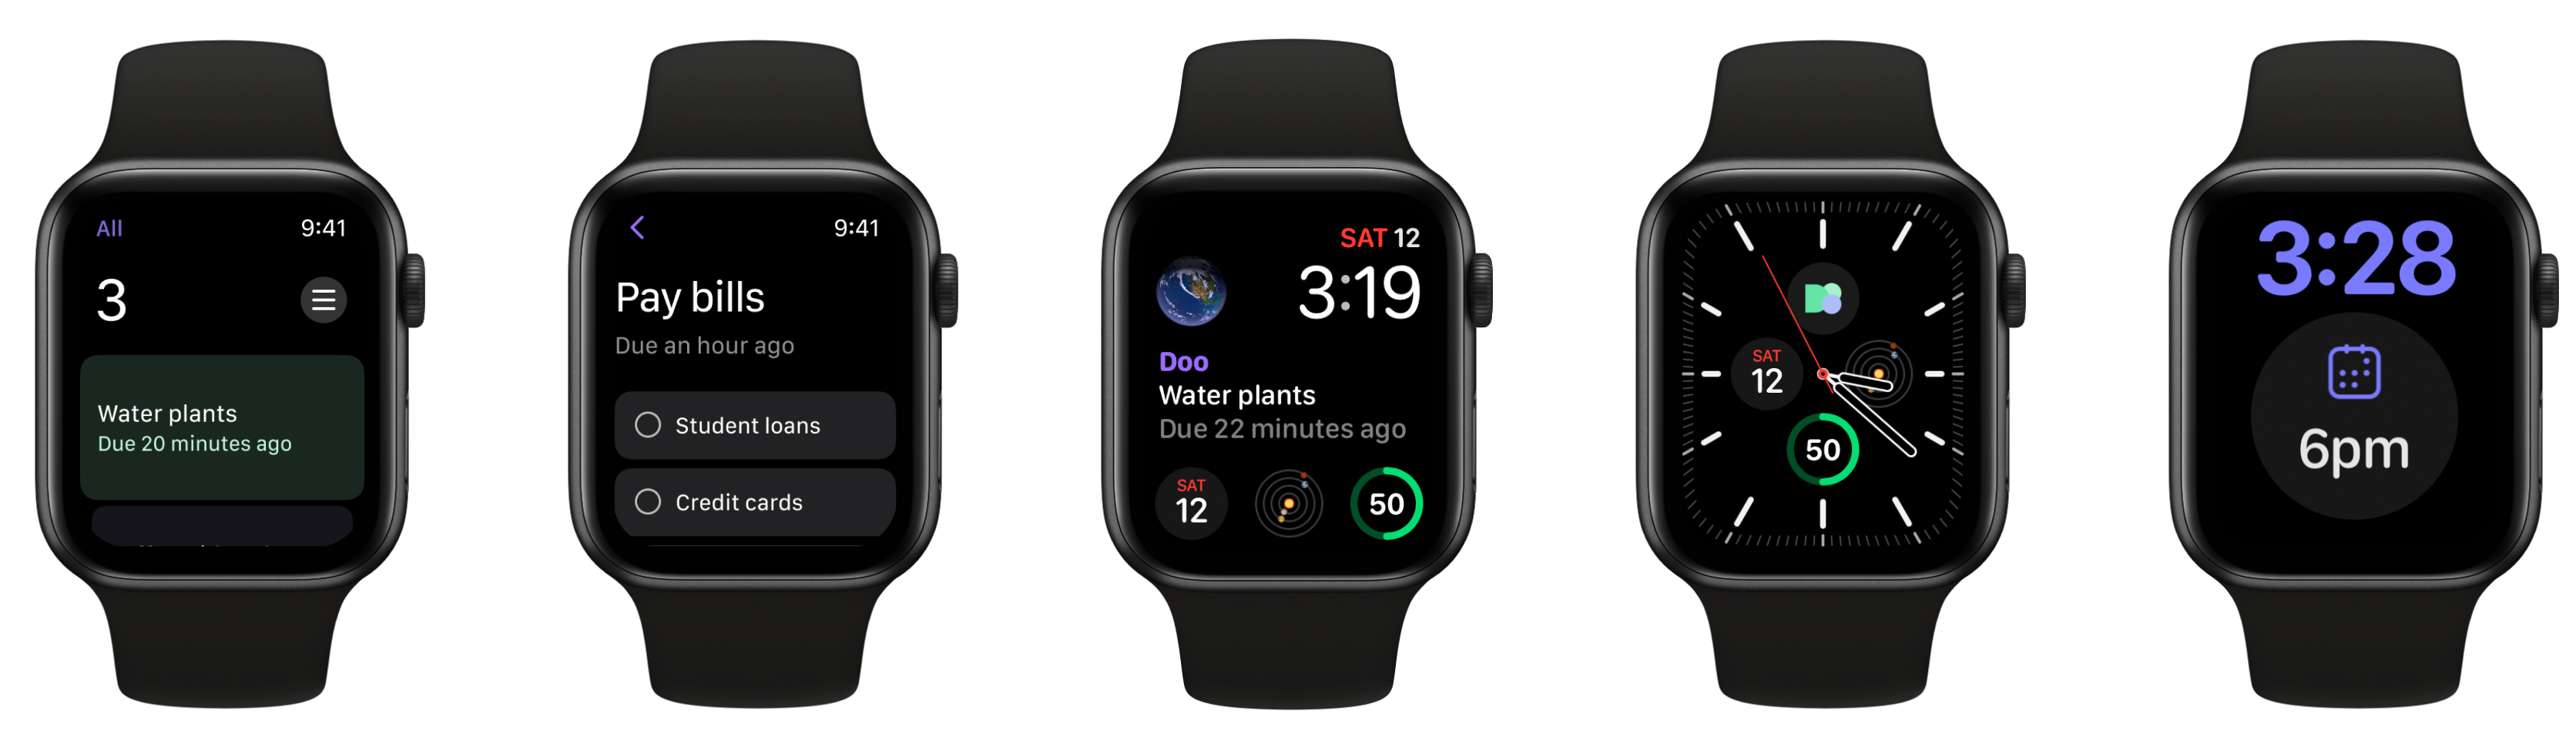 All 9:41
3
Water plants
Due 20 minutes ago
9:41
Pay bills
Due an hour ago
Student loans
Credit cards
SAT 12
3:19
Doo
Water plants
Due 22 minutes ago
SAT
12
50
SAT
12
50
3:28
6pm